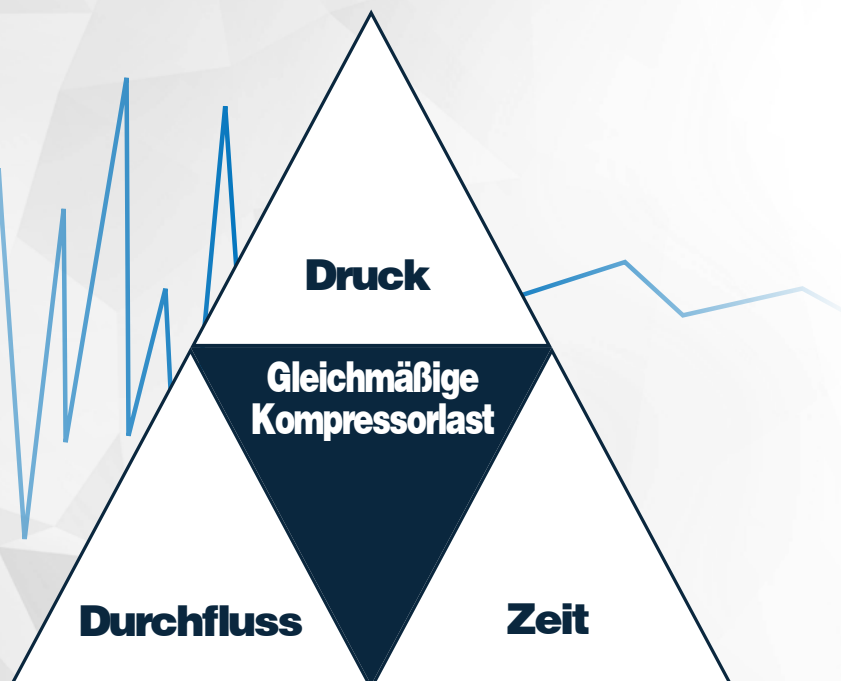 Druck
Gleichmäßige
Kompressorlast
Durchfluss
Zeit